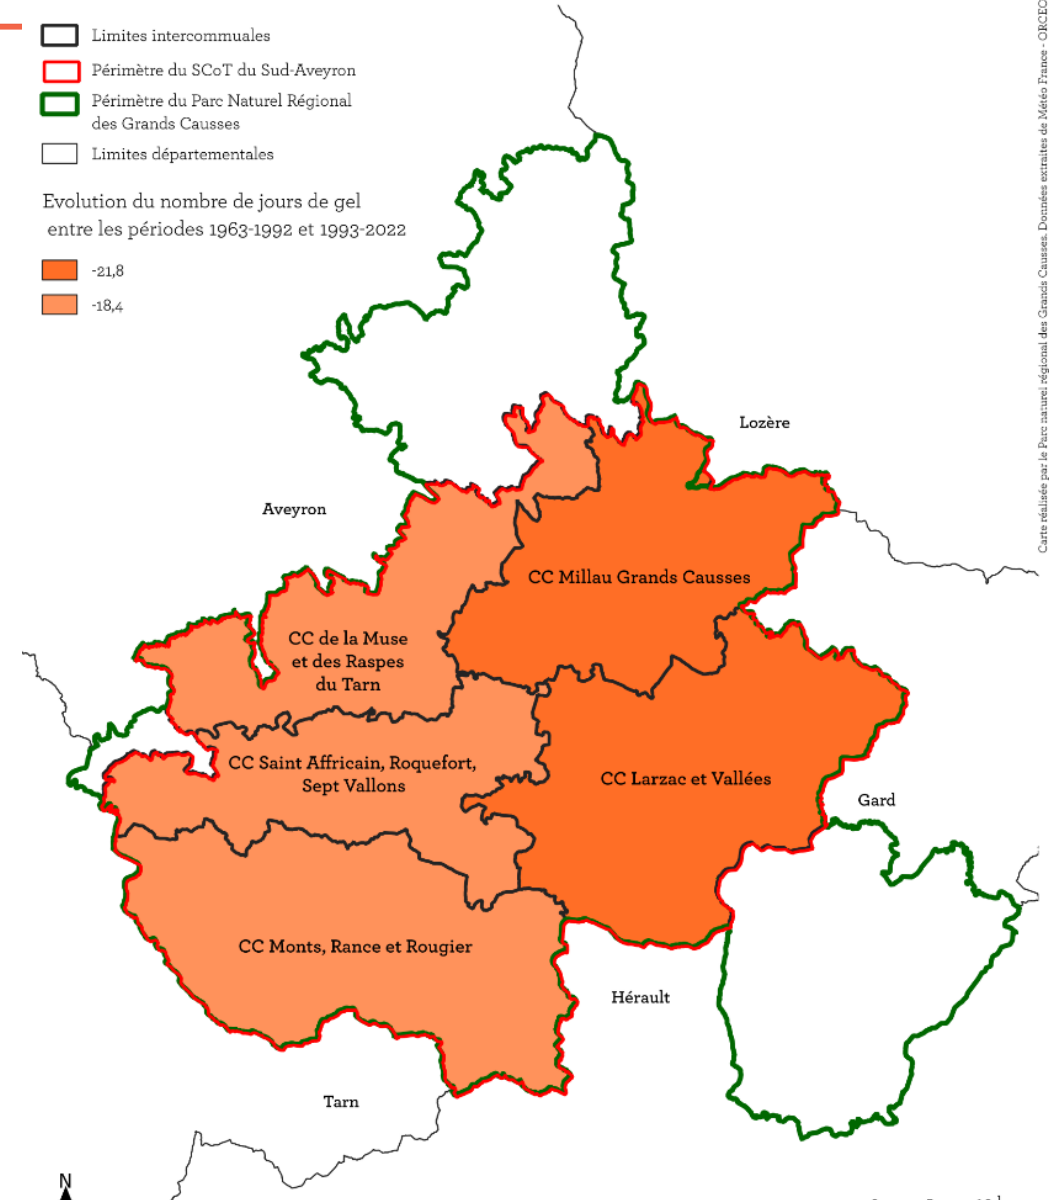 Limites intercommuales
Périmètre du SCoT du Sud-Aveyron
Périmètre du Parc Naturel Régional
des Grands Causses
Limites départementales
Evolution du nombre de jours de gel
entre les périodes 1963-1992 et 1993-2022
-21,8
-18,4
Carte réalisée par le Parc naturel régional des Grands Causses. Données extraites de Météo France - ORCEO
Lozère
Aveyron
CC Millau Grands Causses
CC de la Muse
et des Raspes
du Tarn
CC Saint Affricain, Roquefort,
Sept Vallons
CC Larzac et Vallées
Gard
CC Monts, Rance et Rougier
Hérault
Tarn
N